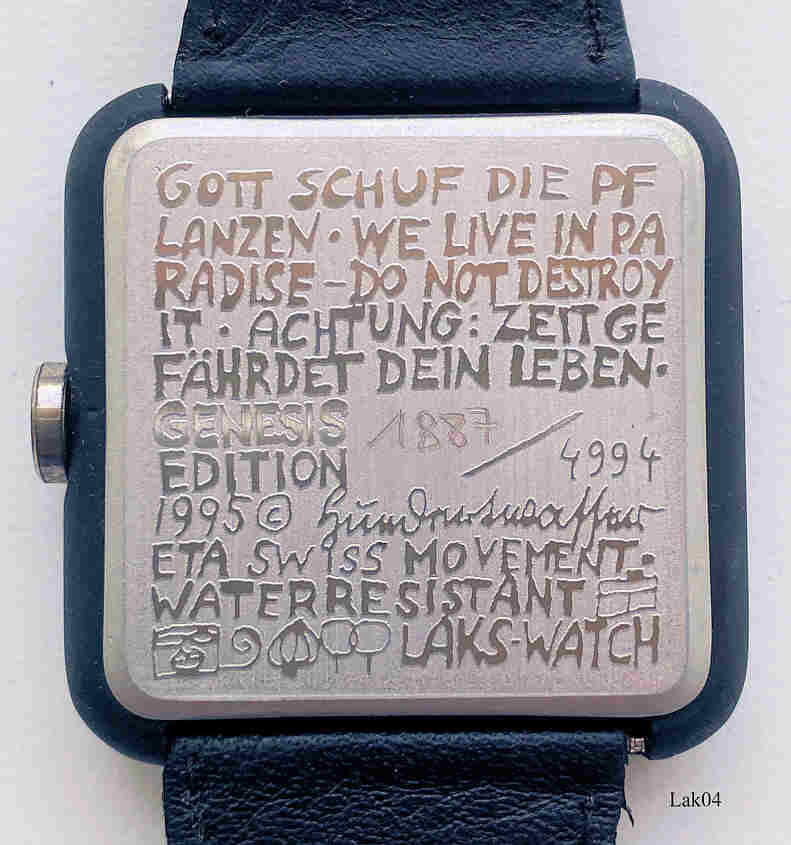 GOTT SCHUF DIE PF
LANZEN · WE LIVE IN PA
RADISE – DO NOT DESTROY
IT · ACHTUNG: ZEIT GE
FÄHRDET DEIN LEBEN ·
GENESIS 1887 / 4994
EDITION
1995 © Hundertwasser
ETA SWISS MOVEMENT ·
WATERRESISTANT
LAKS-WATCH
Lak04